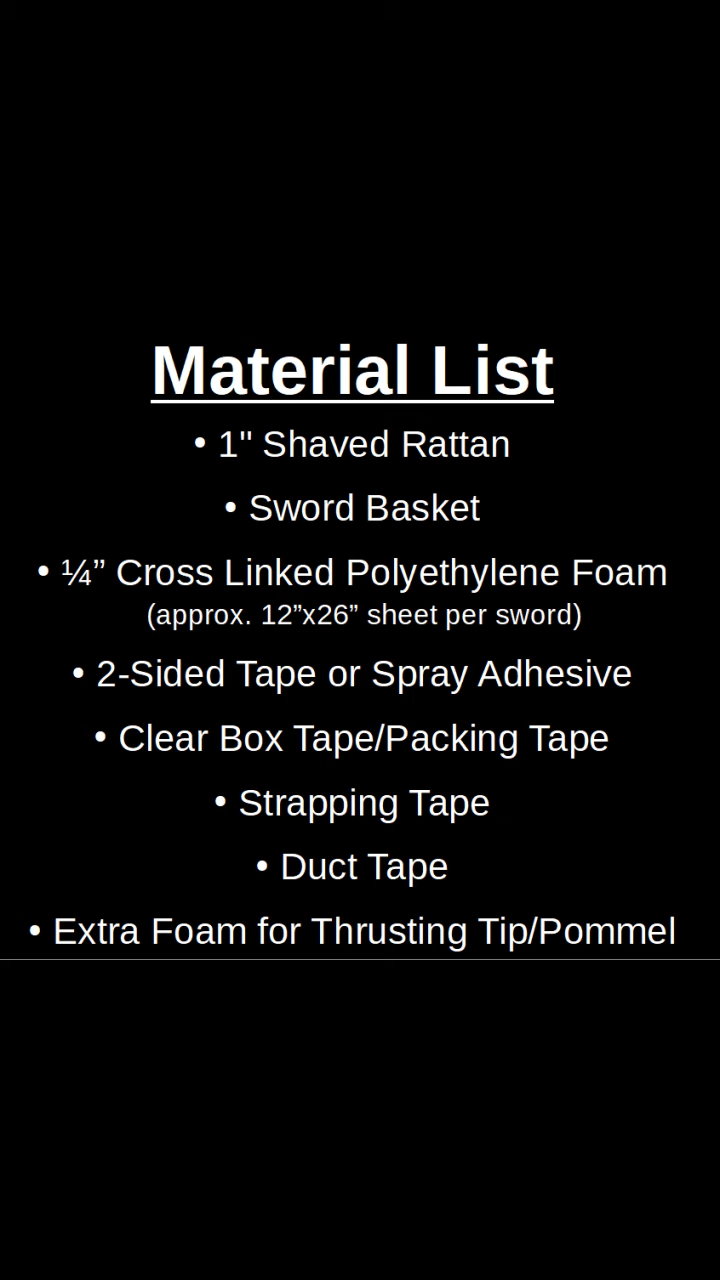 Material List
• 1" Shaved Rattan
• Sword Basket
• ¼” Cross Linked Polyethylene Foam
(approx. 12”x26” sheet per sword)
• 2-Sided Tape or Spray Adhesive
• Clear Box Tape/Packing Tape
• Strapping Tape
• Duct Tape
• Extra Foam for Thrusting Tip/Pommel